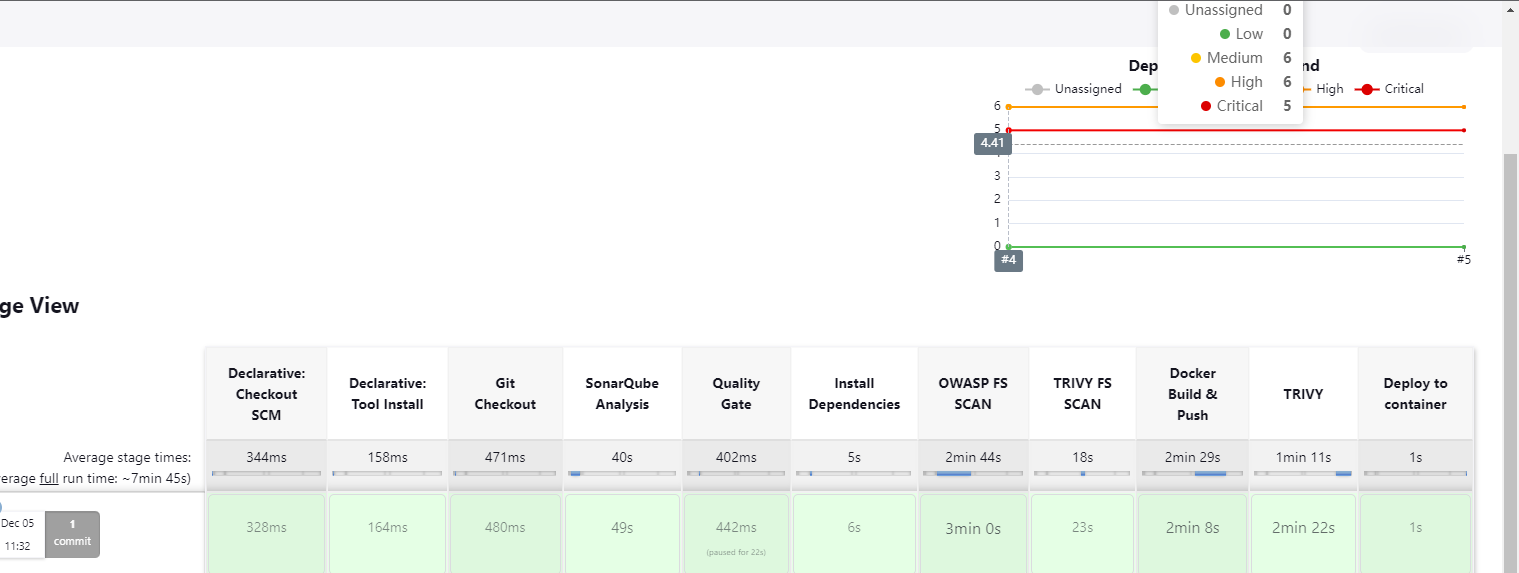 Unassigned 0
Low 0
Medium 6
High 6
Critical 5
Dep nd
Unassigned High Critical
6
5
4.41
3
2
1
0
#4 #5
ge View
Declarative: Checkout SCM
Declarative: Tool Install
Git Checkout
SonarQube Analysis
Quality Gate
Install Dependencies
OWASP FS SCAN
TRIVY FS SCAN
Docker Build & Push
TRIVY
Deploy to container
Average stage times:
erage full run time: ~7min 45s)
344ms 158ms 471ms 40s 402ms 5s 2min 44s 18s 2min 29s 1min 11s 1s
Dec 05
11:32
1
commit
328ms 164ms 480ms 49s 442ms 6s 3min 0s 23s 2min 8s 2min 22s 1s
(paused for 22s)